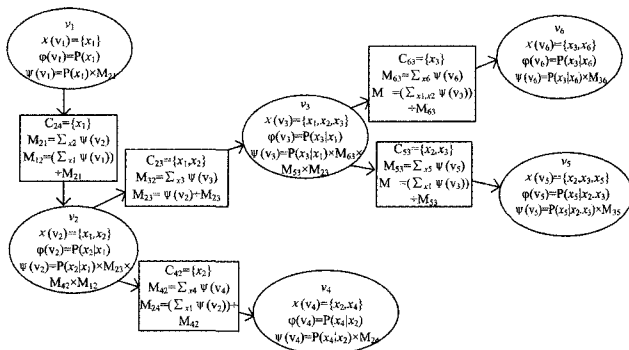 v₁
χ(v₁)={x₁}
φ(v₁)=P(x₁)
ψ(v₁)=P(x₁)×M₂₁
C₂₄={x₁}
M₂₁=∑ₓ₂ ψ(v₂)
M₁₂=(∑ₓ₁ ψ(v₁))
÷M₂₁
v₂
χ(v₂)={x₁,x₂}
φ(v₂)=P(x₂|x₁)
ψ(v₂)=P(x₂|x₁)×M₂₃×
M₄₂×M₁₂
C₂₃={x₁,x₂}
M₃₂=∑ₓ₃ ψ(v₃)
M₂₃=ψ(v₂)÷M₂₃
C₄₂={x₂}
M₄₂=∑ₓ₄ ψ(v₄)
M₂₄=(∑ₓ₁ ψ(v₂))÷
M₄₂
v₃
χ(v₃)={x₁,x₂,x₃}
φ(v₃)=P(x₃|x₁)
ψ(v₃)=P(x₃|x₁)×M₆₃×
M₅₃×M₂₃
v₄
χ(v₄)={x₂,x₄}
φ(v₄)=P(x₄|x₂)
ψ(v₄)=P(x₄|x₂)×M₂₄
C₆₃={x₃}
M₆₃=∑ₓ₆ ψ(v₆)
M =(∑ₓ₁,ₓ₂ ψ(v₃))
÷M₆₃
C₅₃={x₂,x₃}
M₅₃=∑ₓ₅ ψ(v₅)
M =(∑ₓ₁ ψ(v₃))
÷M₅₃
v₆
χ(v₆)={x₃,x₆}
φ(v₆)=P(x₃|x₆)
ψ(v₆)=P(x₃|x₆)×M₃₆
v₅
χ(v₃)={x₂,x₃,x₅}
φ(v₅)=P(x₅|x₂,x₃)
ψ(v₅)=P(x₅|x₂,x₃)×M₃₅